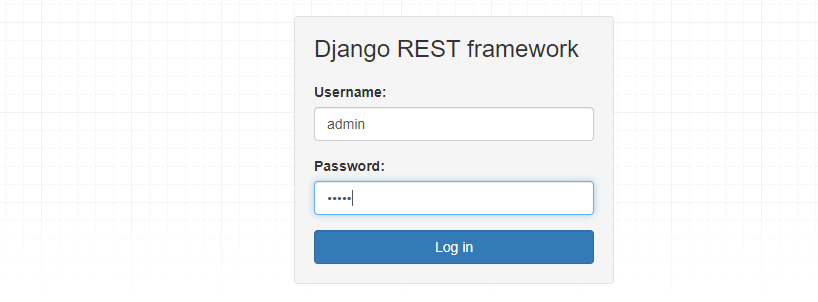 Django REST framework
Username:
admin
Password:
•••••
Log in